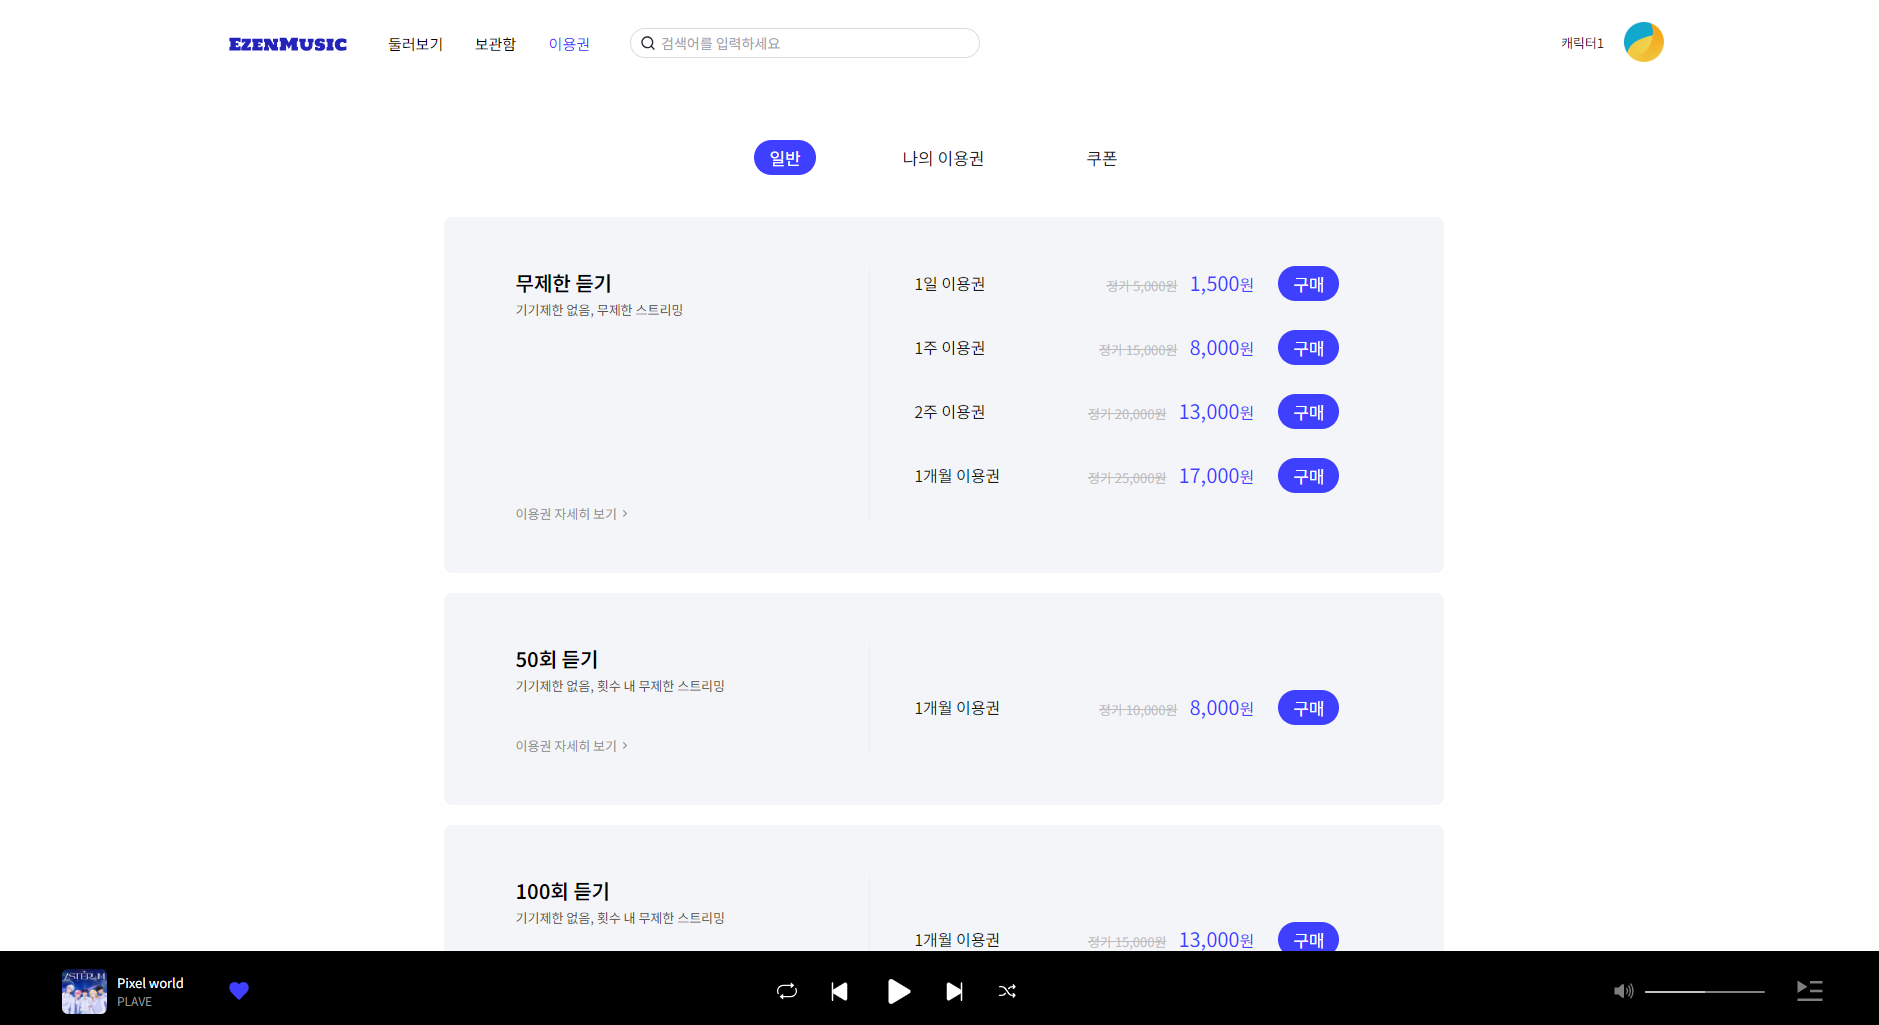 EZENMUSIC 둘러보기 보관함 이용권 검색어를 입력하세요 캐릭터1
일반 나의 이용권 쿠폰
무제한 듣기
기기제한 없음, 무제한 스트리밍
1일 이용권 정가 5,000원 1,500원 구매
1주 이용권 정가 15,000원 8,000원 구매
2주 이용권 정가 20,000원 13,000원 구매
1개월 이용권 정가 25,000원 17,000원 구매
이용권 자세히 보기 >
50회 듣기
기기제한 없음, 횟수 내 무제한 스트리밍
1개월 이용권 정가 10,000원 8,000원 구매
이용권 자세히 보기 >
100회 듣기
기기제한 없음, 횟수 내 무제한 스트리밍
1개월 이용권 정가 15,000원 13,000원 구매
ASTERUM
Pixel world
PLAVE